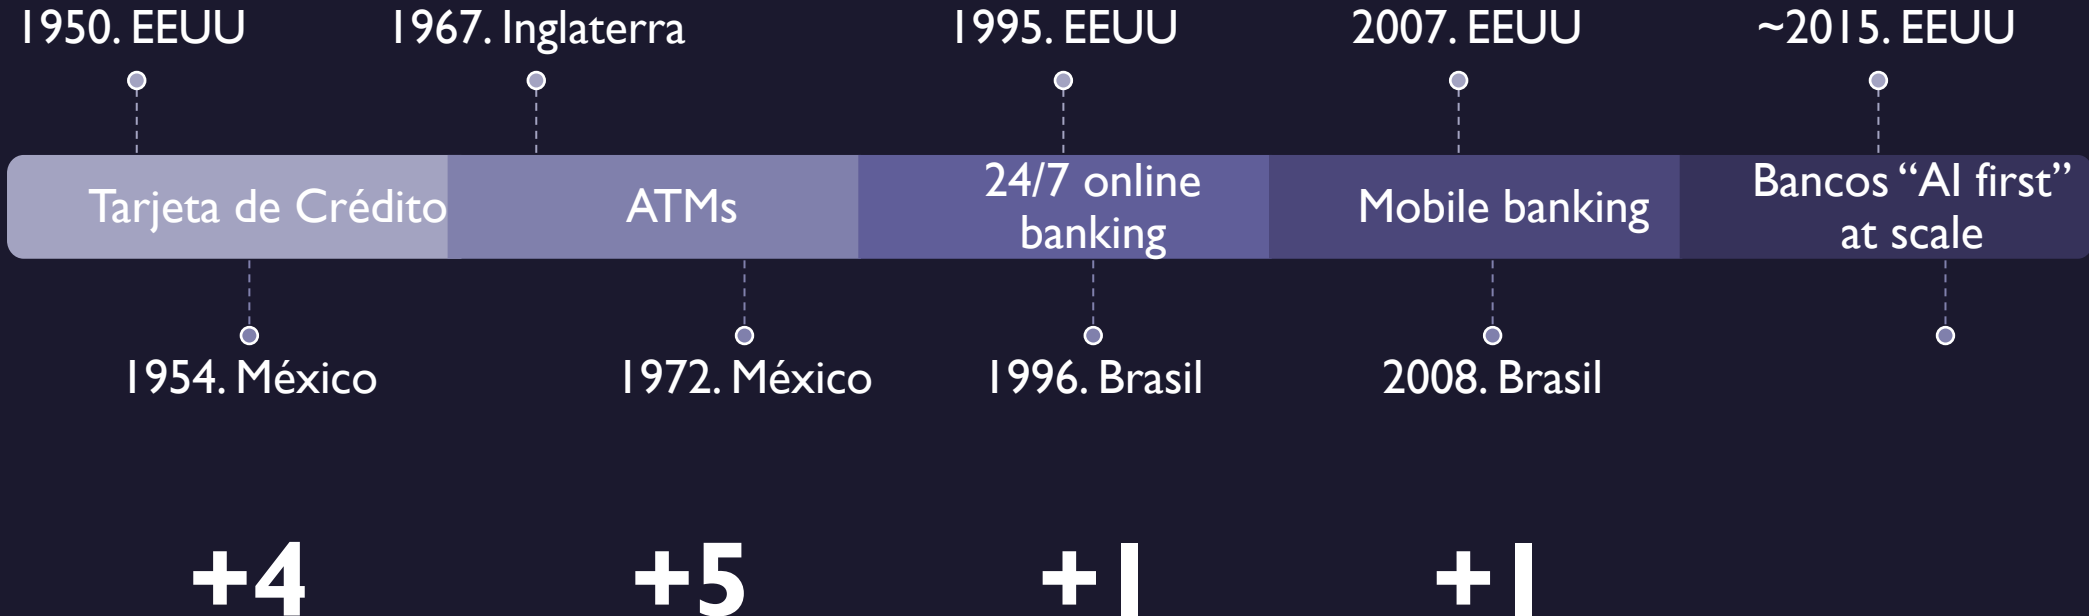 1950. EEUU
1967. Inglaterra
1995. EEUU
2007. EEUU
~2015. EEUU
Tarjeta de Crédito
ATMs
24/7 online
banking
Mobile banking
Bancos “AI first”
at scale
1954. México
1972. México
1996. Brasil
2008. Brasil
+4
+5
+1
+1